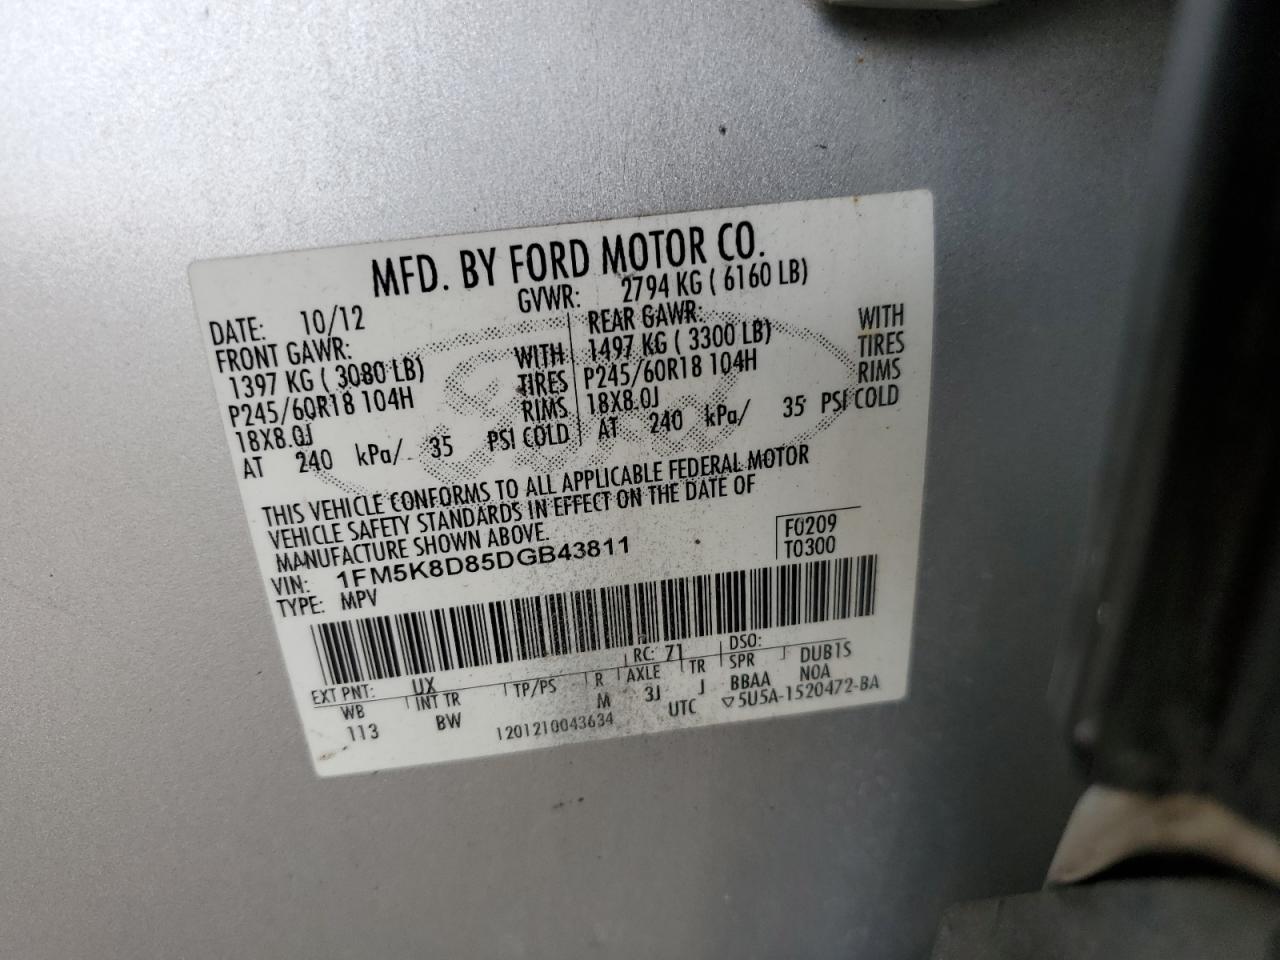 MFD. BY FORD MOTOR CO.
DATE: 10/12 GVWR: 2794 KG ( 6160 LB)
FRONT GAWR: REAR GAWR:
1397 KG ( 3080 LB) WITH 1497 KG ( 3300 LB) WITH
P245/60R18 104H TIRES P245/60R18 104H TIRES
18X8.0J RIMS 18X8.0J RIMS
AT 240 kPa/ 35 PSI COLD AT 240 kPa/ 35 PSI COLD
THIS VEHICLE CONFORMS TO ALL APPLICABLE FEDERAL MOTOR
VEHICLE SAFETY STANDARDS IN EFFECT ON THE DATE OF
MANUFACTURE SHOWN ABOVE.
VIN: 1FM5K8D85DGB43811 F0209
TYPE: MPV T0300
EXT PNT: UX RC: 71 DSO:
WB INT TR TP/PS R AXLE TR SPR DUB1S
113 BW M 3J J BBAA NOA
1201210043634 UTC ▽5U5A-1520472-BA